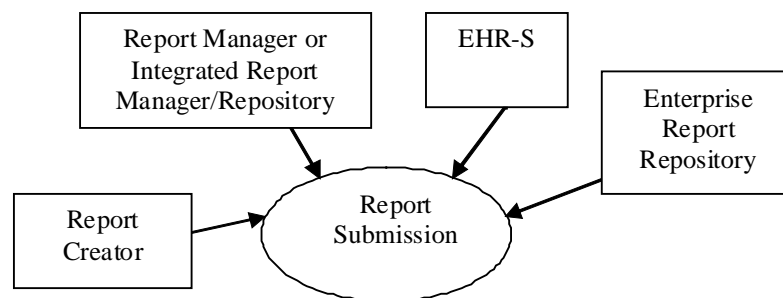 Report Manager or
Integrated Report
Manager/Repository
EHR-S
Enterprise
Report
Repository
Report
Creator
Report
Submission